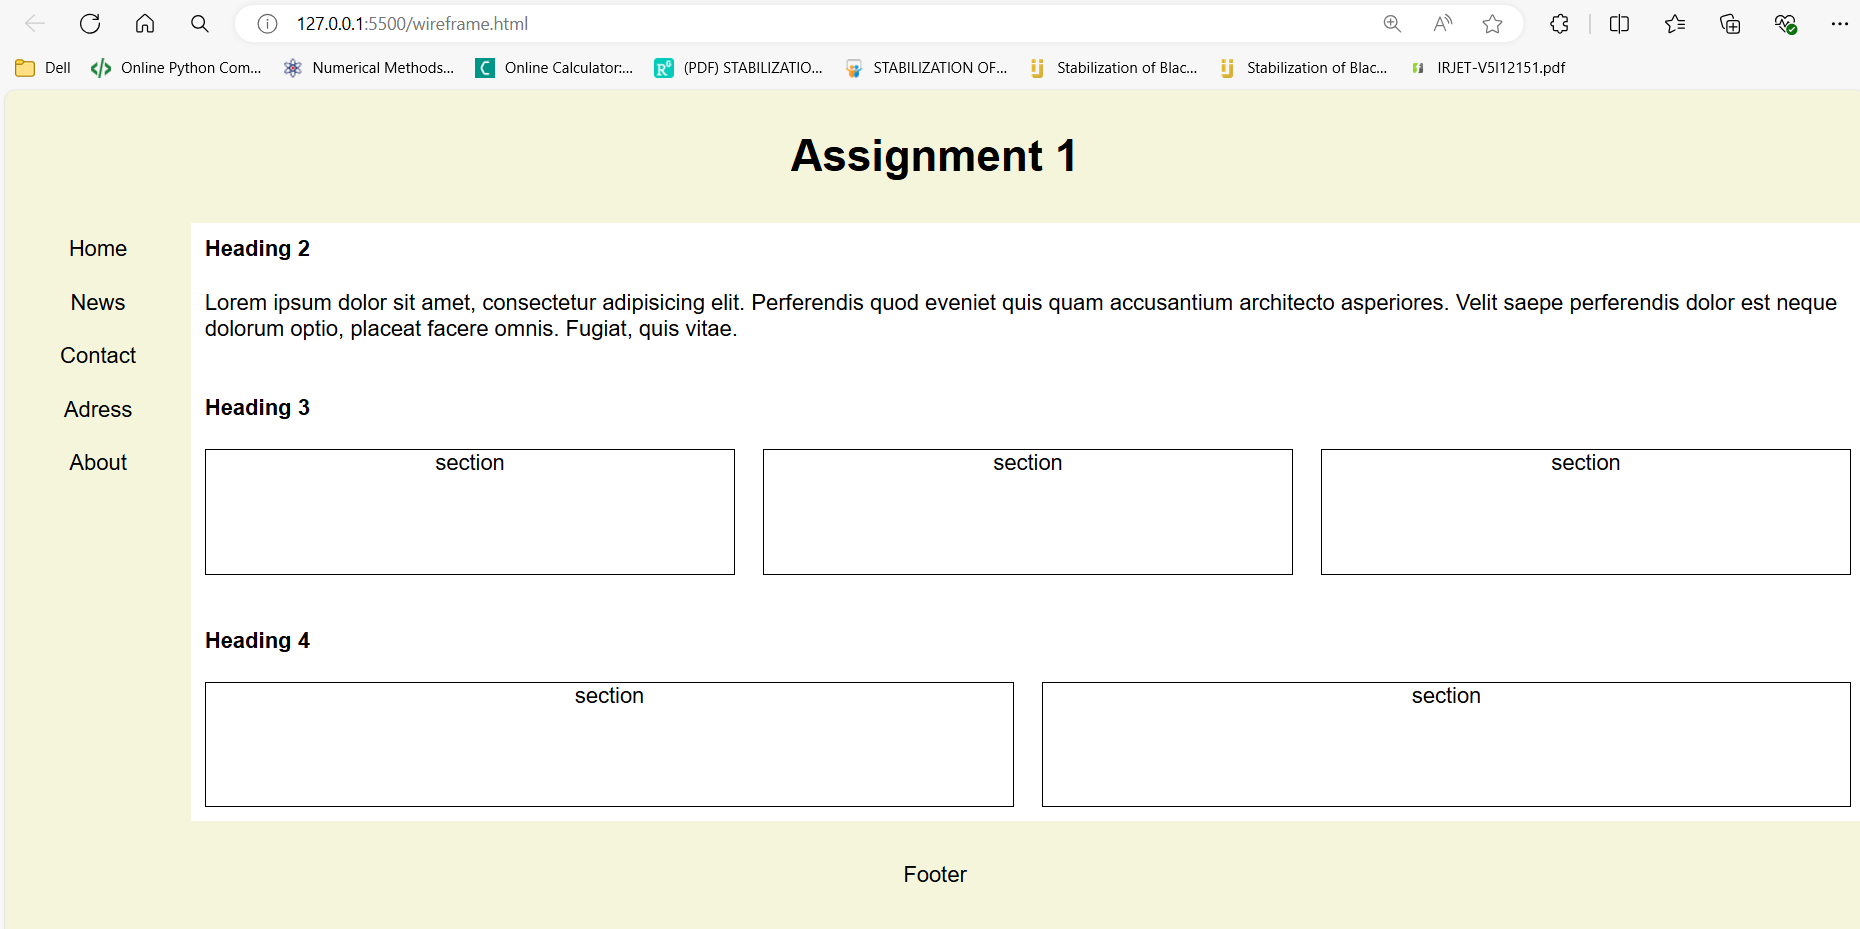 127.0.0.1:5500/wireframe.html
Dell Online Python Com... Numerical Methods... Online Calculator:... (PDF) STABILIZATIO... STABILIZATION OF... Stabilization of Blac... Stabilization of Blac... IRJET-V5I12151.pdf
Assignment 1
Home
News
Contact
Adress
About
Heading 2
Lorem ipsum dolor sit amet, consectetur adipisicing elit. Perferendis quod eveniet quis quam accusantium architecto asperiores. Velit saepe perferendis dolor est neque
dolorum optio, placeat facere omnis. Fugiat, quis vitae.
Heading 3
section section section
Heading 4
section section
Footer